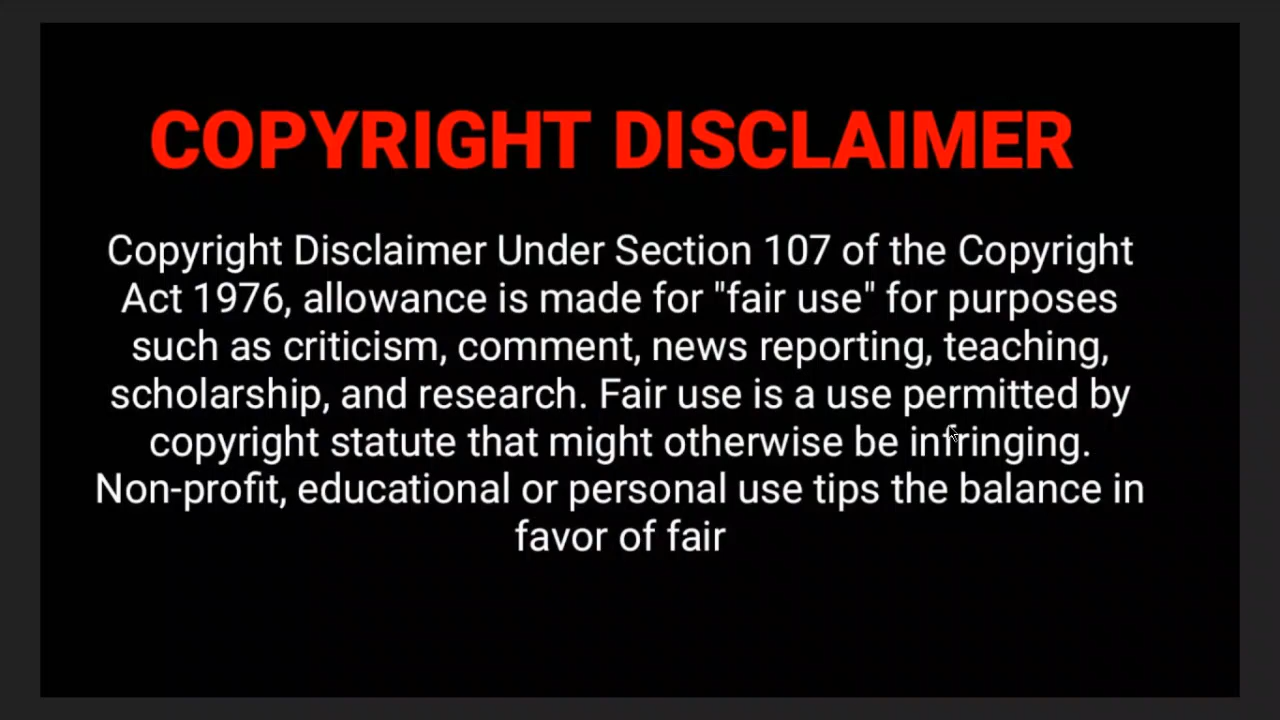 COPYRIGHT DISCLAIMER
Copyright Disclaimer Under Section 107 of the Copyright
Act 1976, allowance is made for "fair use" for purposes
such as criticism, comment, news reporting, teaching,
scholarship, and research. Fair use is a use permitted by
copyright statute that might otherwise be infringing.
Non-profit, educational or personal use tips the balance in
favor of fair